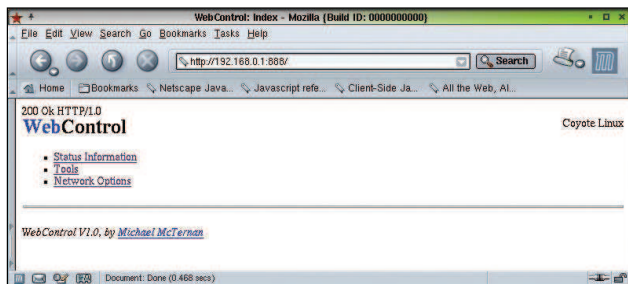 WebControl: Index - Mozilla {Build ID: 0000000000}
File Edit View Search Go Bookmarks Tasks Help
http://192.168.0.1:888/ Search
Home Bookmarks Netscape Java... Javascript refe... Client-Side Ja... All the Web, Al...
200 Ok HTTP/1.0
WebControl Coyote Linux
Status Information
Tools
Network Options
WebControl V1.0, by Michael McTernan
Document: Done (0.468 secs)